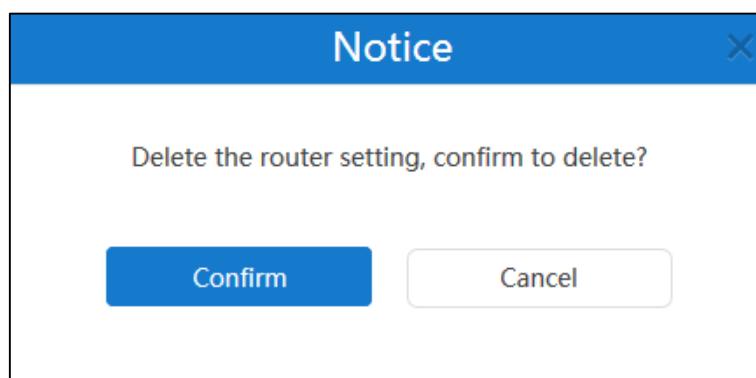 Notice
Delete the router setting, confirm to delete?
Confirm
Cancel